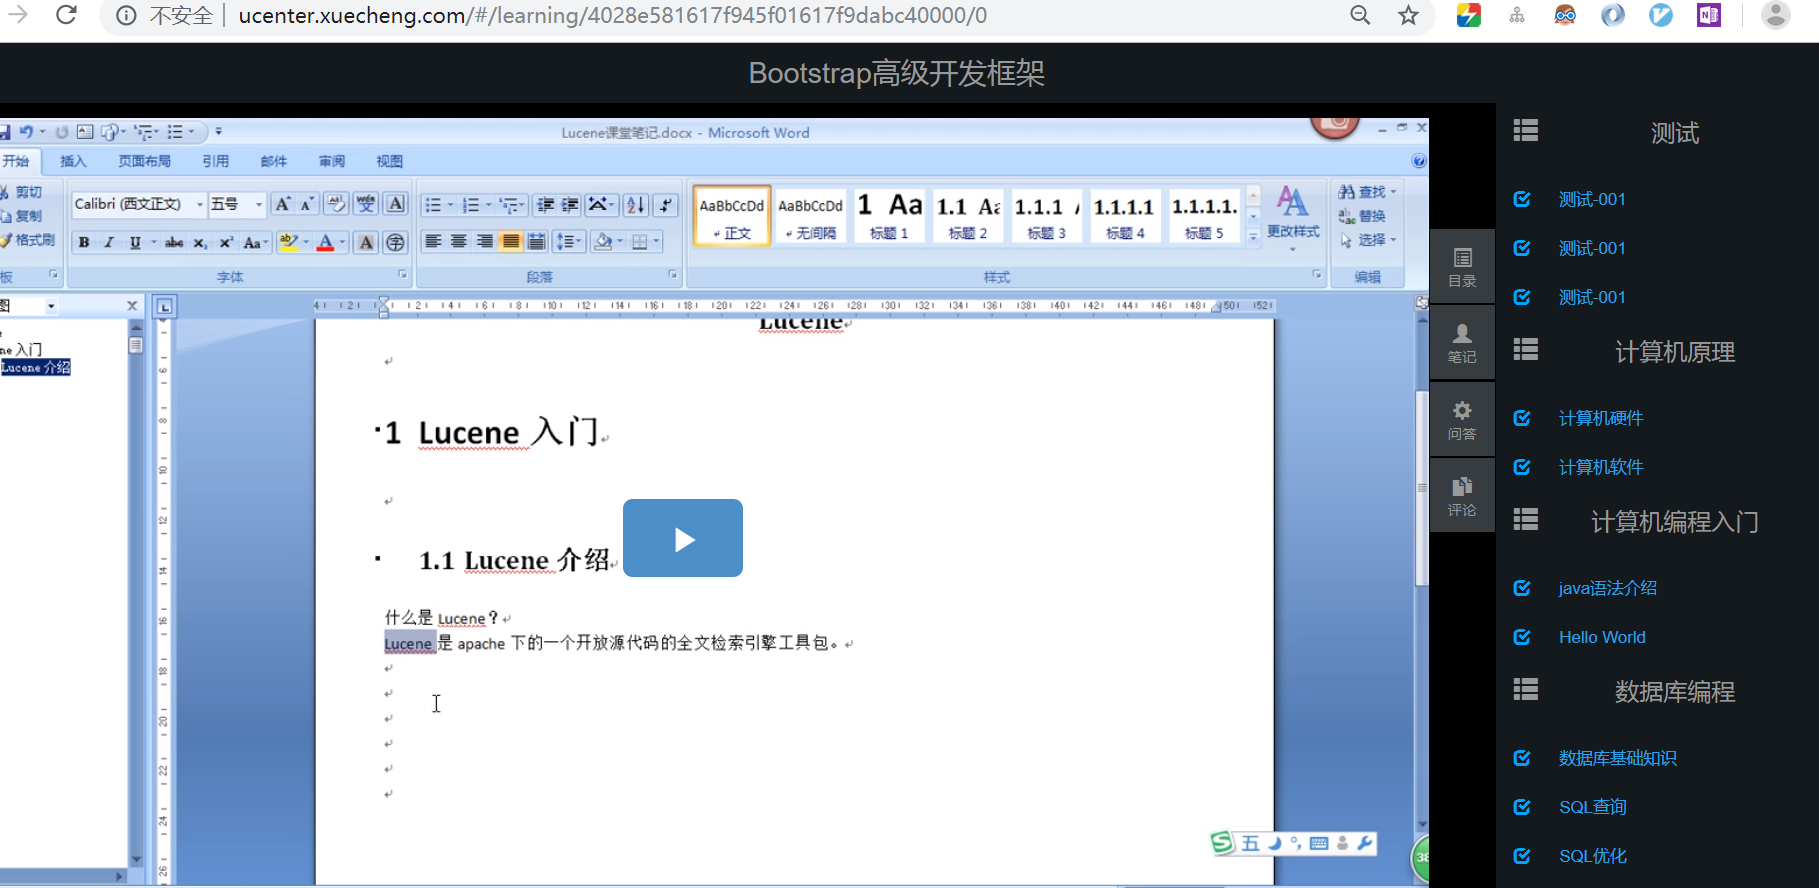 不安全 ucenter.xuecheng.com/#/learning/4028e581617f945f01617f9dabc40000/0
Bootstrap高级开发框架
Lucene课堂笔记.docx - Microsoft Word
开始 插入 页面布局 引用 邮件 审阅 视图
剪切
复制
格式刷
Calibri (西文正文) 五号
AaBbCcDd AaBbCcDd 1 Aa 1.1 Aa 1.1.1 1.1.1.1 1.1.1.1.
正文 无间隔 标题 1 标题 2 标题 3 标题 4 标题 5
更改样式
查找
替换
选择
板 字体 段落 样式 编辑
图
ne 入门
Lucene 介绍
Lucene
1 Lucene 入门
1.1 Lucene 介绍
什么是 Lucene？
Lucene 是 apache 下的一个开放源代码的全文检索引擎工具包。
五
38
目录
笔记
问答
评论
测试
测试-001
测试-001
测试-001
计算机原理
计算机硬件
计算机软件
计算机编程入门
java语法介绍
Hello World
数据库编程
数据库基础知识
SQL查询
SQL优化